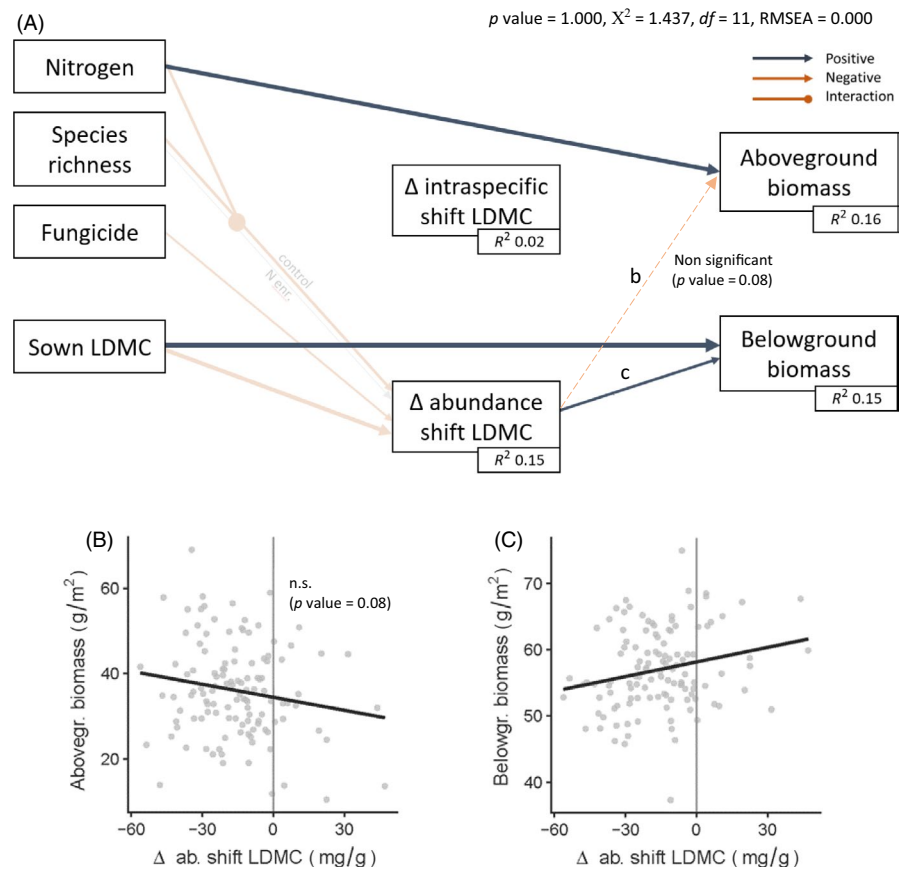 (A)
p value = 1.000, X² = 1.437, df = 11, RMSEA = 0.000
Positive
Negative
Interaction
Nitrogen
Species
richness
Fungicide
Sown LDMC
control
N enr.
Δ intraspecific
shift LDMC
R² 0.02
Δ abundance
shift LDMC
R² 0.15
Aboveground
biomass
R² 0.16
Non significant
(p value = 0.08)
b
c
Belowground
biomass
R² 0.15
(B)
Abovegr. biomass (g/m²)
60
40
20
n.s.
(p value = 0.08)
−60 −30 0 30
Δ ab. shift LDMC (mg/g)
(C)
Belowgr. biomass (g/m²)
70
60
50
40
−60 −30 0 30
Δ ab. shift LDMC (mg/g)